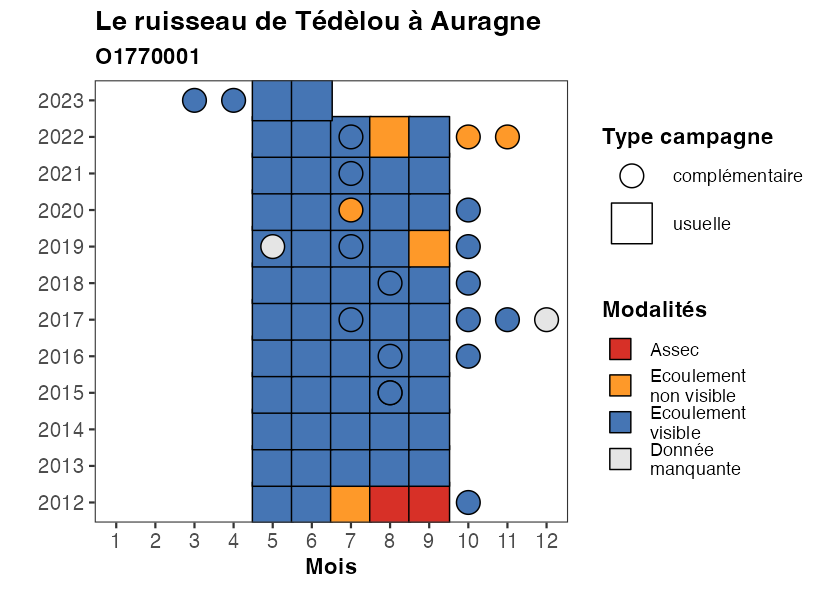 Le ruisseau de Tédèlou à Auragne
O1770001
2023
2022
2021
2020
2019
2018
2017
2016
2015
2014
2013
2012
1 2 3 4 5 6 7 8 9 10 11 12
Mois
Type campagne
complémentaire
usuelle
Modalités
Assec
Ecoulement
non visible
Ecoulement
visible
Donnée
manquante